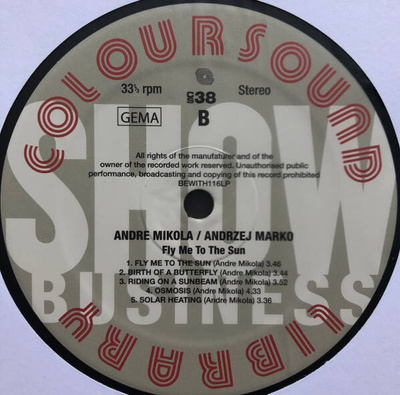 COLOURSOUND
LIBRARY
SHOW
BUSINESS
33⅓ rpm
Stereo
CS 38
GEMA
B
All rights of the manufaturer and of the
owner of the recorded work reserved. Unauthorised public
performance, broadcasting and copying of this record prohibited
BEWITH116LP
ANDRE MIKOLA / ANDRZEJ MARKO
Fly Me To The Sun
1. FLY ME TO THE SUN (Andre Mikola) 3.46
2. BIRTH OF A BUTTERFLY (Andre Mikola) 3.44
3. RIDING ON A SUNBEAM (Andre Mikola) 3.52
4. OSMOSIS (Andre Mikola) 4.33
5. SOLAR HEATING (Andre Mikola) 3.36